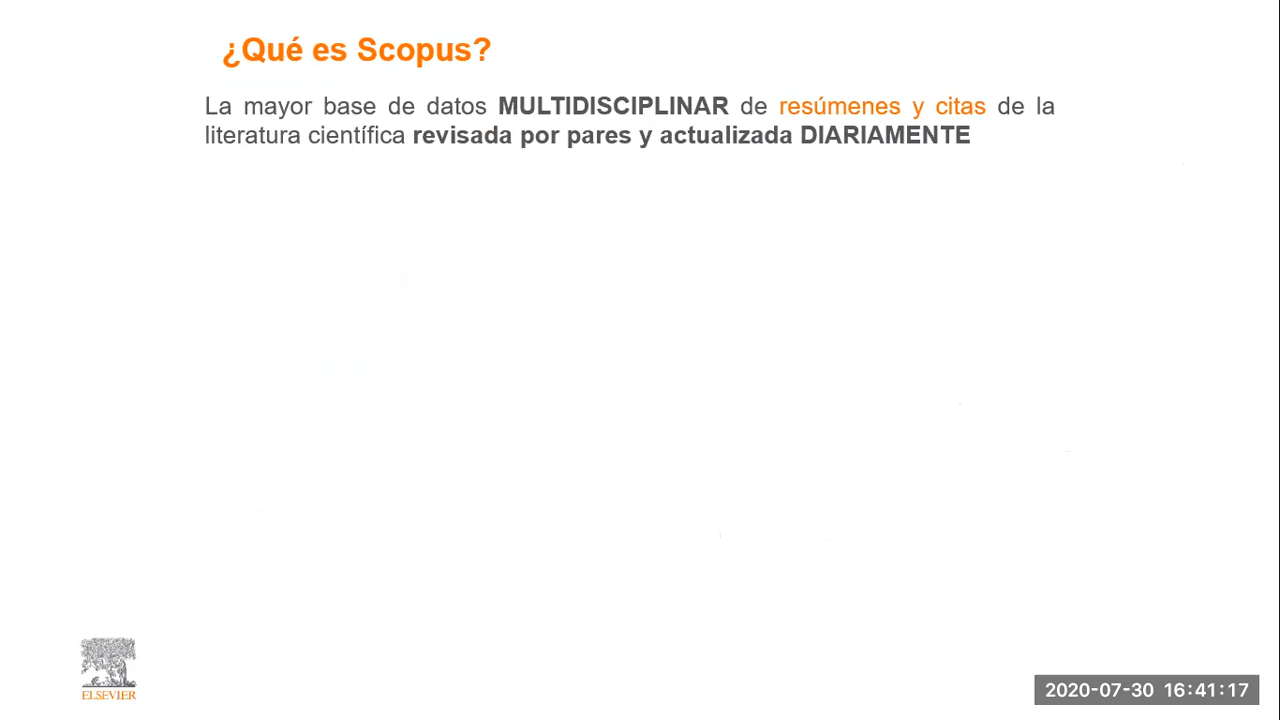 ¿Qué es Scopus?
La mayor base de datos MULTIDISCIPLINAR de resúmenes y citas de la
literatura científica revisada por pares y actualizada DIARIAMENTE
ELSEVIER
2020-07-30 16:41:17